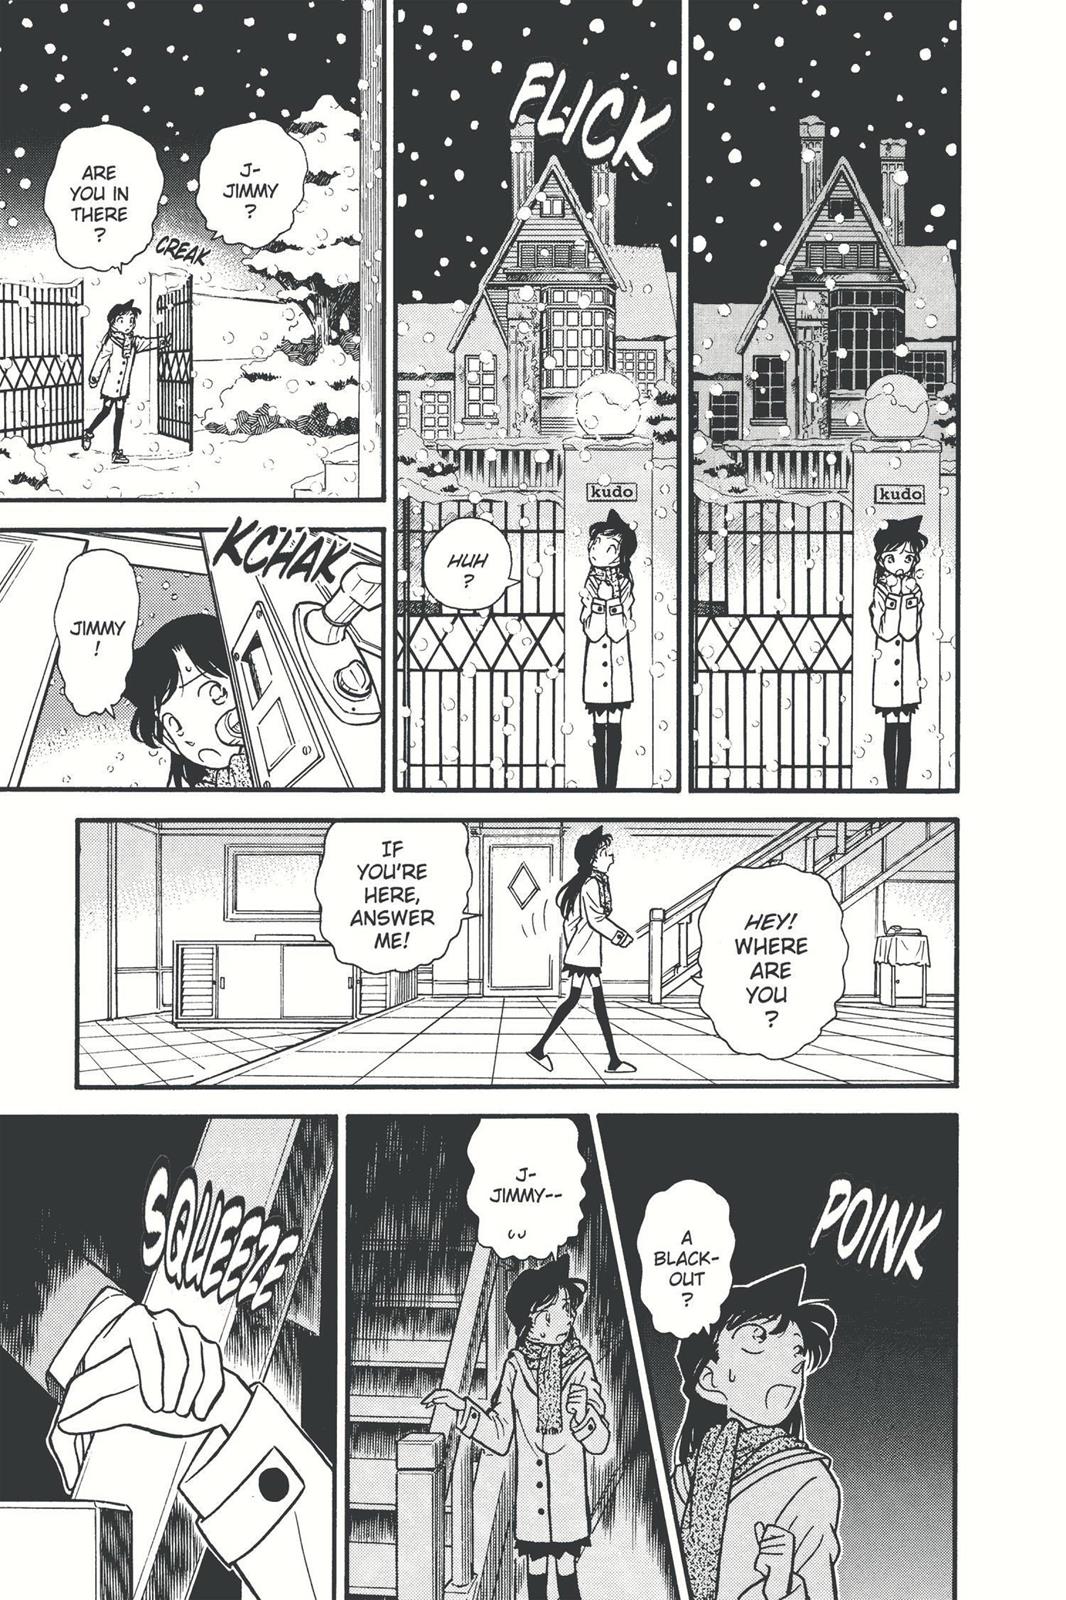 kudo
FLICK
kudo
HUH
?
J-
JIMMY
?
ARE
YOU IN
THERE
?
CREAK
KCHAK
JIMMY
!
HEY!
WHERE
ARE
YOU
?
IF
YOU'RE
HERE,
ANSWER
ME!
POINK
A
BLACK-
OUT
?
J-
JIMMY--
SQUEEZE